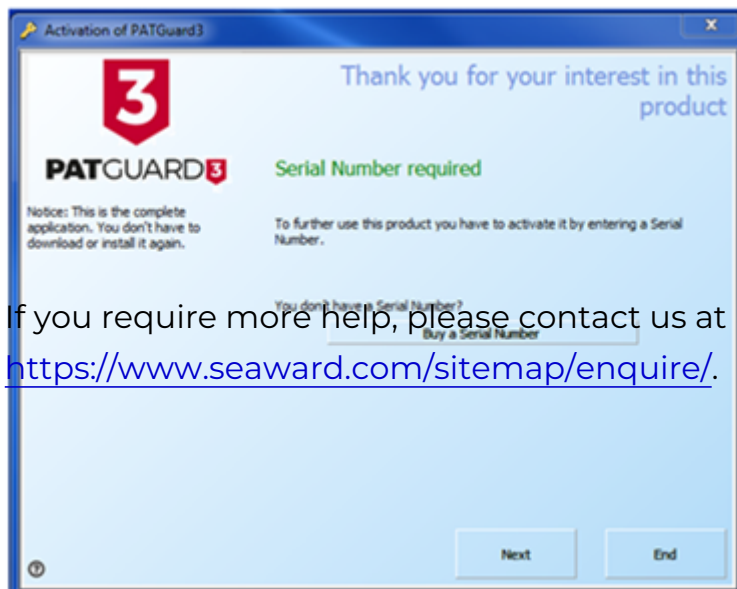 Activation of PATGuard3
x
3
PATGUARD3
Thank you for your interest in this
product
Serial Number required
Notice: This is the complete
application. You don't have to
download or install it again.
To further use this product you have to activate it by entering a Serial
Number.
You don't have a Serial Number?
Buy a Serial Number
If you require more help, please contact us at
https://www.seaward.com/sitemap/enquire/.
Next
End
?